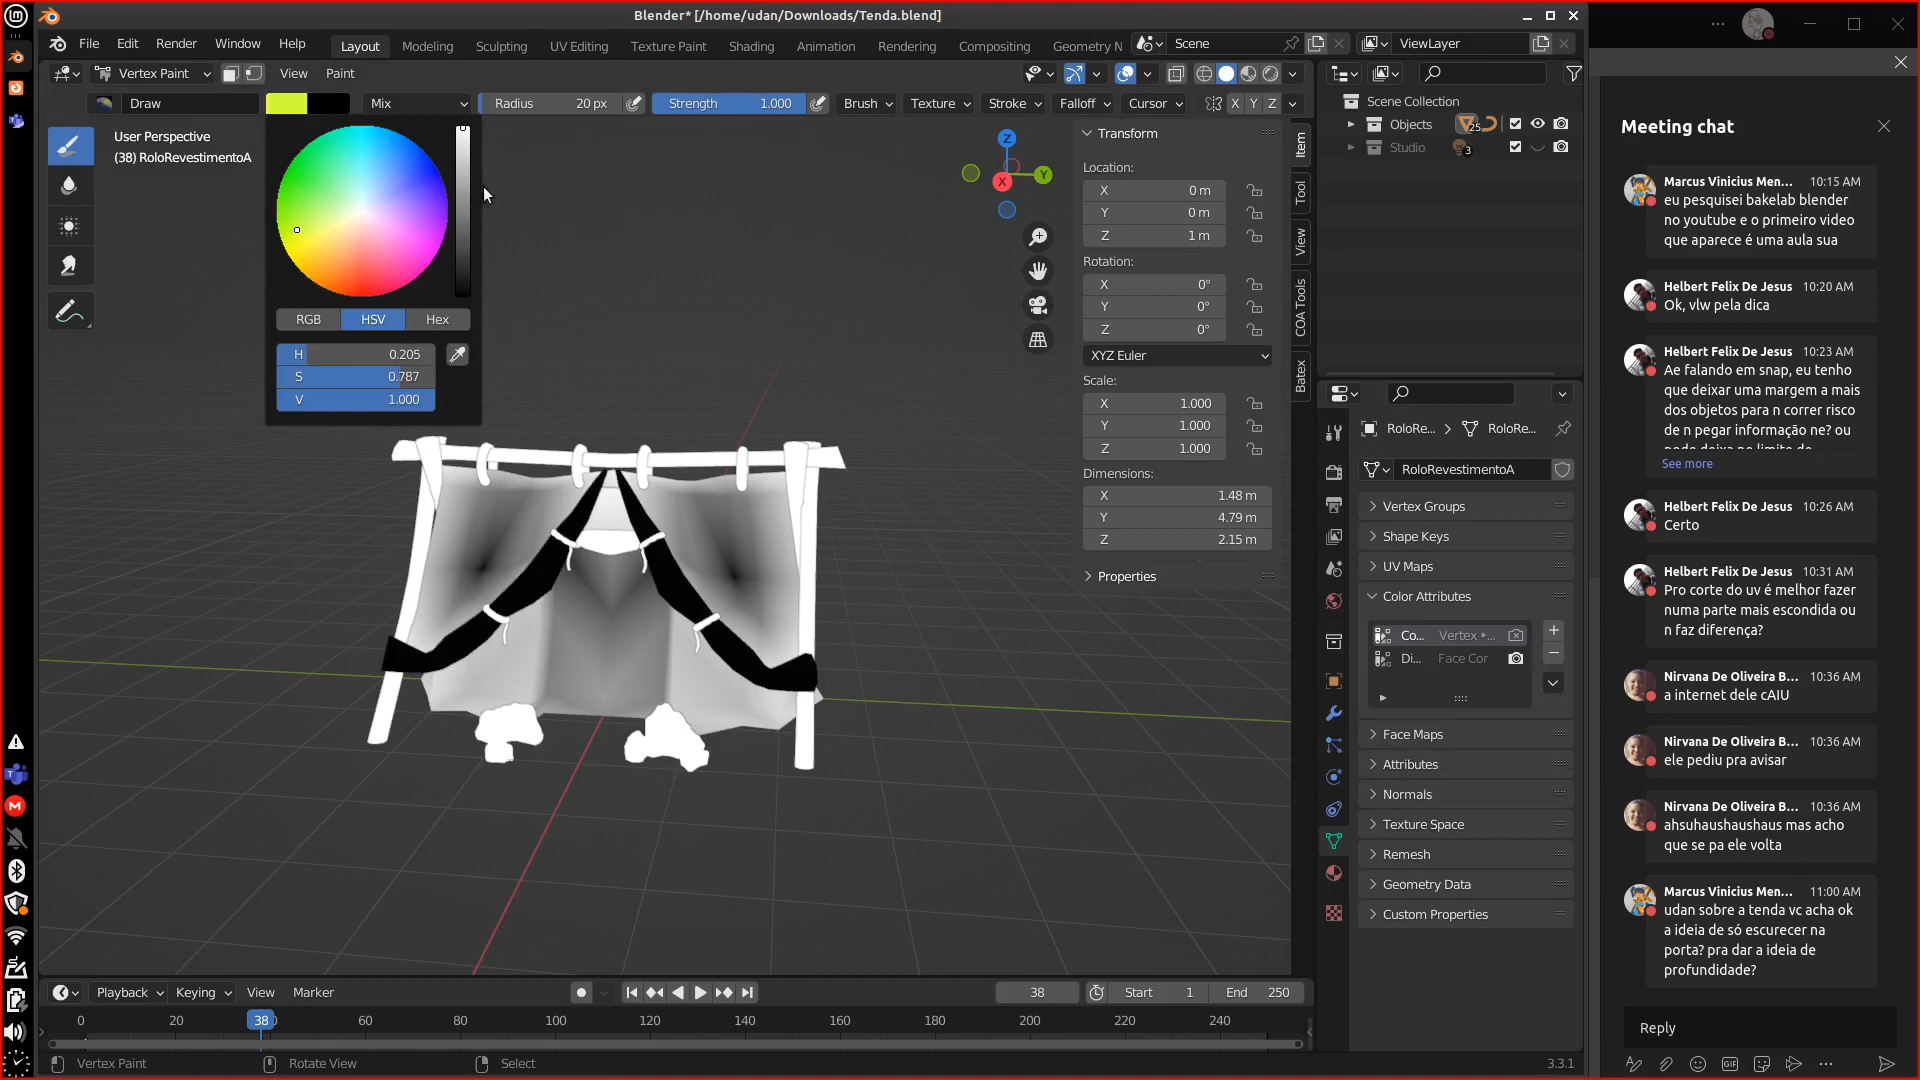 Blender* [/home/udan/Downloads/Tenda.blend]
File Edit Render Window Help Layout Modeling Sculpting UV Editing Texture Paint Shading Animation Rendering Compositing Geometry N Scene ViewLayer
Vertex Paint View Paint
Draw Mix Radius 20 px Strength 1.000 Brush Texture Stroke Falloff Cursor X Y Z
User Perspective
(38) RoloRevestimentoA
RGB HSV Hex
H 0.205
S 0.787
V 1.000
Z
Y
X
Transform
Location:
X 0 m
Y 0 m
Z 1 m
Rotation:
X 0°
Y 0°
Z 0°
XYZ Euler
Scale:
X 1.000
Y 1.000
Z 1.000
Dimensions:
X 1.48 m
Y 4.79 m
Z 2.15 m
Properties
Item
Tool
View
COA Tools
Batex
Scene Collection
Objects 25
Studio 3
RoloRe... RoloRe...
RoloRevestimentoA
Vertex Groups
Shape Keys
UV Maps
Color Attributes
Co... Vertex ▸...
Di... Face Cor
Face Maps
Attributes
Normals
Texture Space
Remesh
Geometry Data
Custom Properties
Playback Keying View Marker 38 Start 1 End 250
0 20 38 60 80 100 120 140 160 180 200 220 240
Vertex Paint Rotate View Select 3.3.1
Meeting chat
Marcus Vinicius Men... 10:15 AM
eu pesquisei bakelab blender
no youtube e o primeiro video
que aparece é uma aula sua
Helbert Felix De Jesus 10:20 AM
Ok, vlw pela dica
Helbert Felix De Jesus 10:23 AM
Ae falando em snap, eu tenho
que deixar uma margem a mais
dos objetos para n correr risco
de n pegar informação ne? ou
pode deixa no limite do
See more
Helbert Felix De Jesus 10:26 AM
Certo
Helbert Felix De Jesus 10:31 AM
Pro corte do uv é melhor fazer
numa parte mais escondida ou
n faz diferença?
Nirvana De Oliveira B... 10:36 AM
a internet dele cAIU
Nirvana De Oliveira B... 10:36 AM
ele pediu pra avisar
Nirvana De Oliveira B... 10:36 AM
ahsuhaushaushaus mas acho
que se pa ele volta
Marcus Vinicius Men... 11:00 AM
udan sobre a tenda vc acha ok
a ideia de só escurecer na
porta? pra dar a ideia de
profundidade?
Reply
GIF